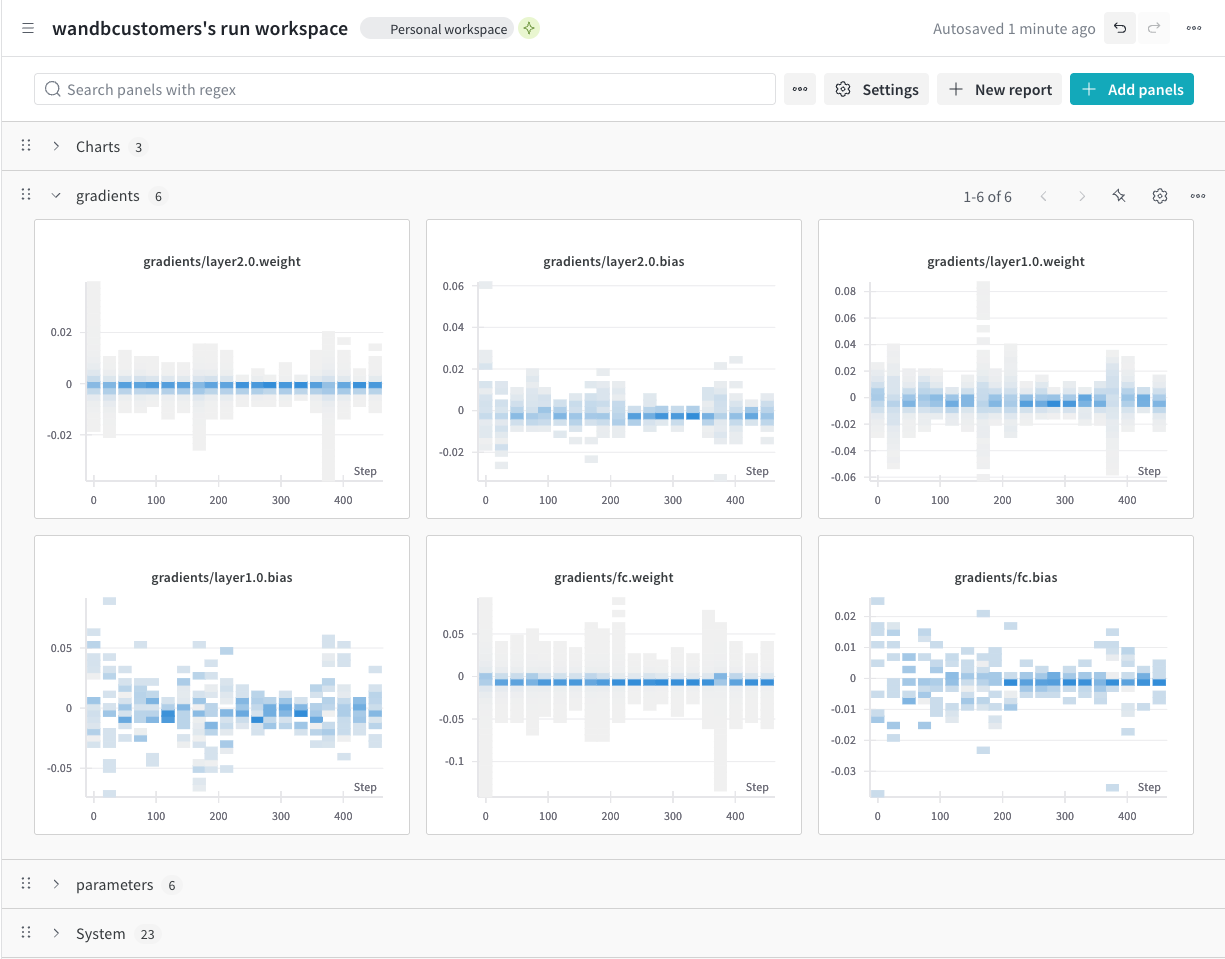 wandbcustomers's run workspace Personal workspace Autosaved 1 minute ago
Search panels with regex Settings New report Add panels
Charts 3
gradients 6 1-6 of 6
gradients/layer2.0.weight
0.02
0
-0.02
Step
0 100 200 300 400
gradients/layer2.0.bias
0.06
0.04
0.02
0
-0.02
Step
0 100 200 300 400
gradients/layer1.0.weight
0.08
0.06
0.04
0.02
0
-0.02
-0.04
-0.06
Step
0 100 200 300 400
gradients/layer1.0.bias
0.05
0
-0.05
Step
0 100 200 300 400
gradients/fc.weight
0.05
0
-0.05
-0.1
Step
0 100 200 300 400
gradients/fc.bias
0.02
0.01
0
-0.01
-0.02
-0.03
Step
0 100 200 300 400
parameters 6
System 23